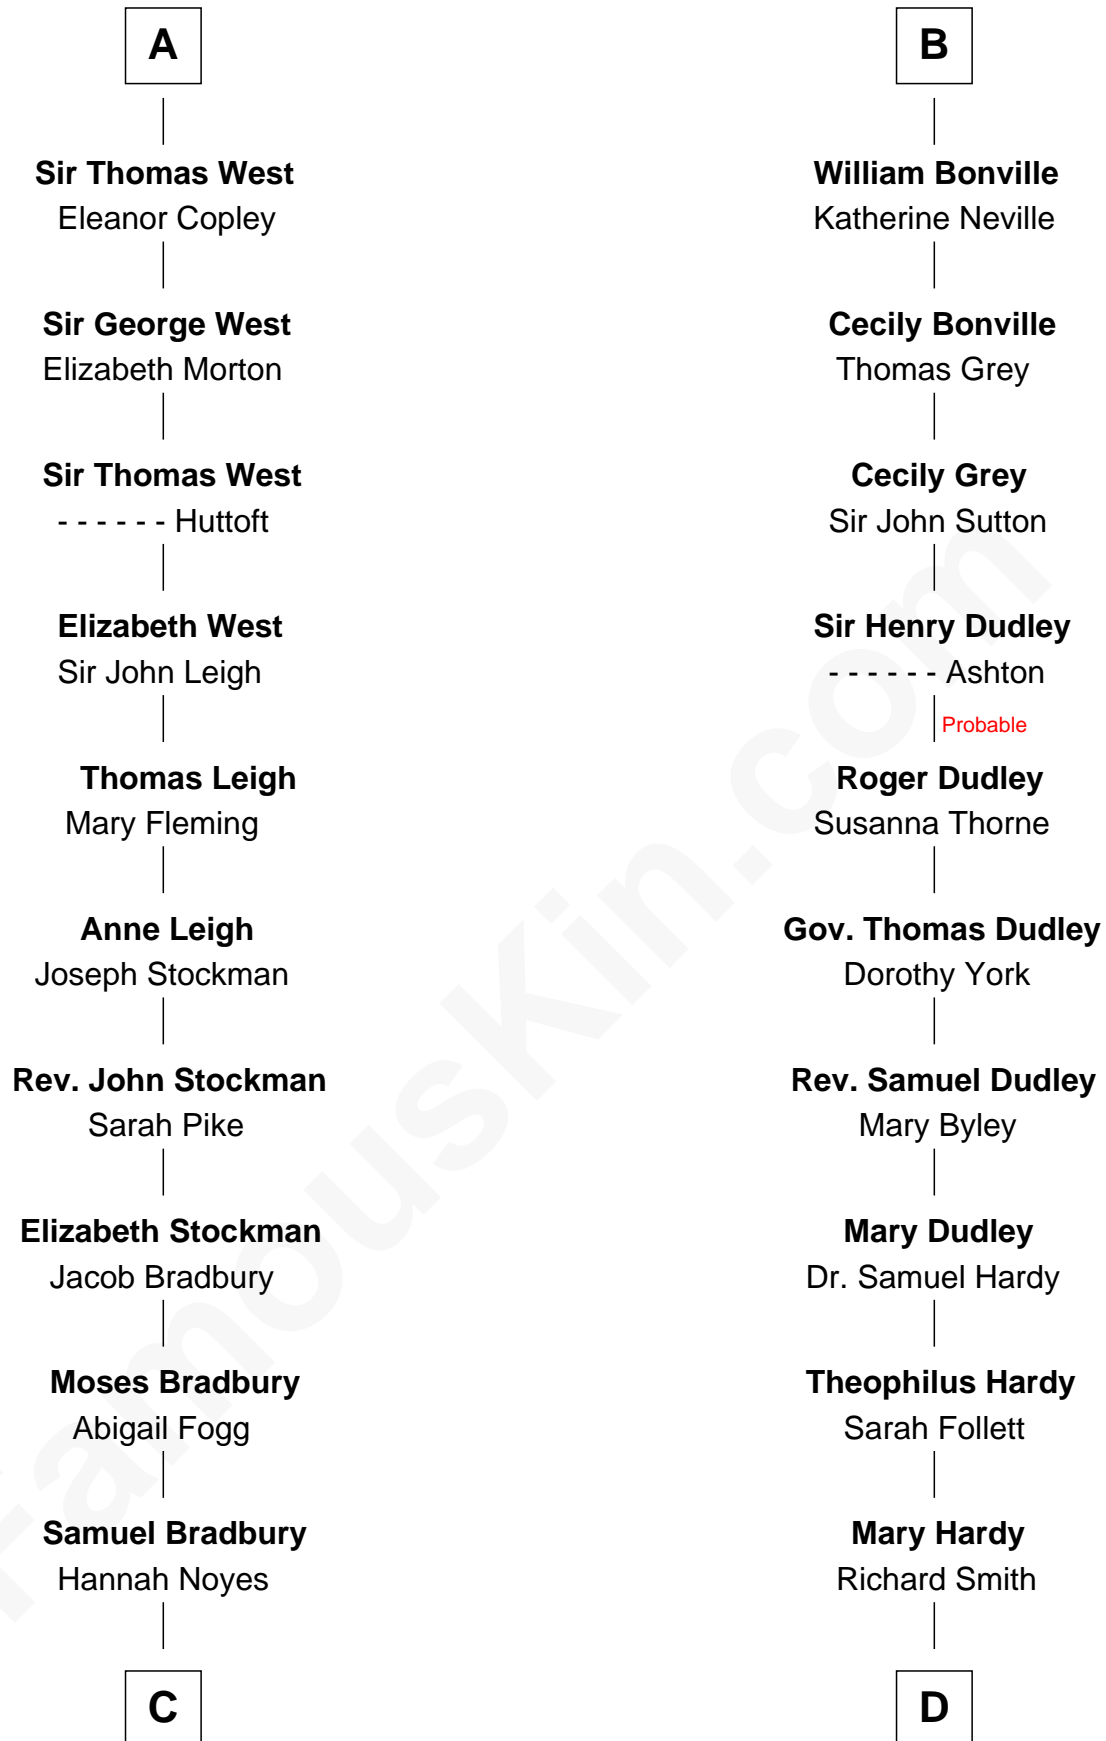 A
Sir Thomas West
Eleanor Copley
Sir George West
Elizabeth Morton
Sir Thomas West
- - - - - - Huttoft
Elizabeth West
Sir John Leigh
Thomas Leigh
Mary Fleming
Anne Leigh
Joseph Stockman
Rev. John Stockman
Sarah Pike
Elizabeth Stockman
Jacob Bradbury
Moses Bradbury
Abigail Fogg
Samuel Bradbury
Hannah Noyes
C
B
William Bonville
Katherine Neville
Cecily Bonville
Thomas Grey
Cecily Grey
Sir John Sutton
Sir Henry Dudley
- - - - - - Ashton
Probable
Roger Dudley
Susanna Thorne
Gov. Thomas Dudley
Dorothy York
Rev. Samuel Dudley
Mary Byley
Mary Dudley
Dr. Samuel Hardy
Theophilus Hardy
Sarah Follett
Mary Hardy
Richard Smith
D
FamousKin.com